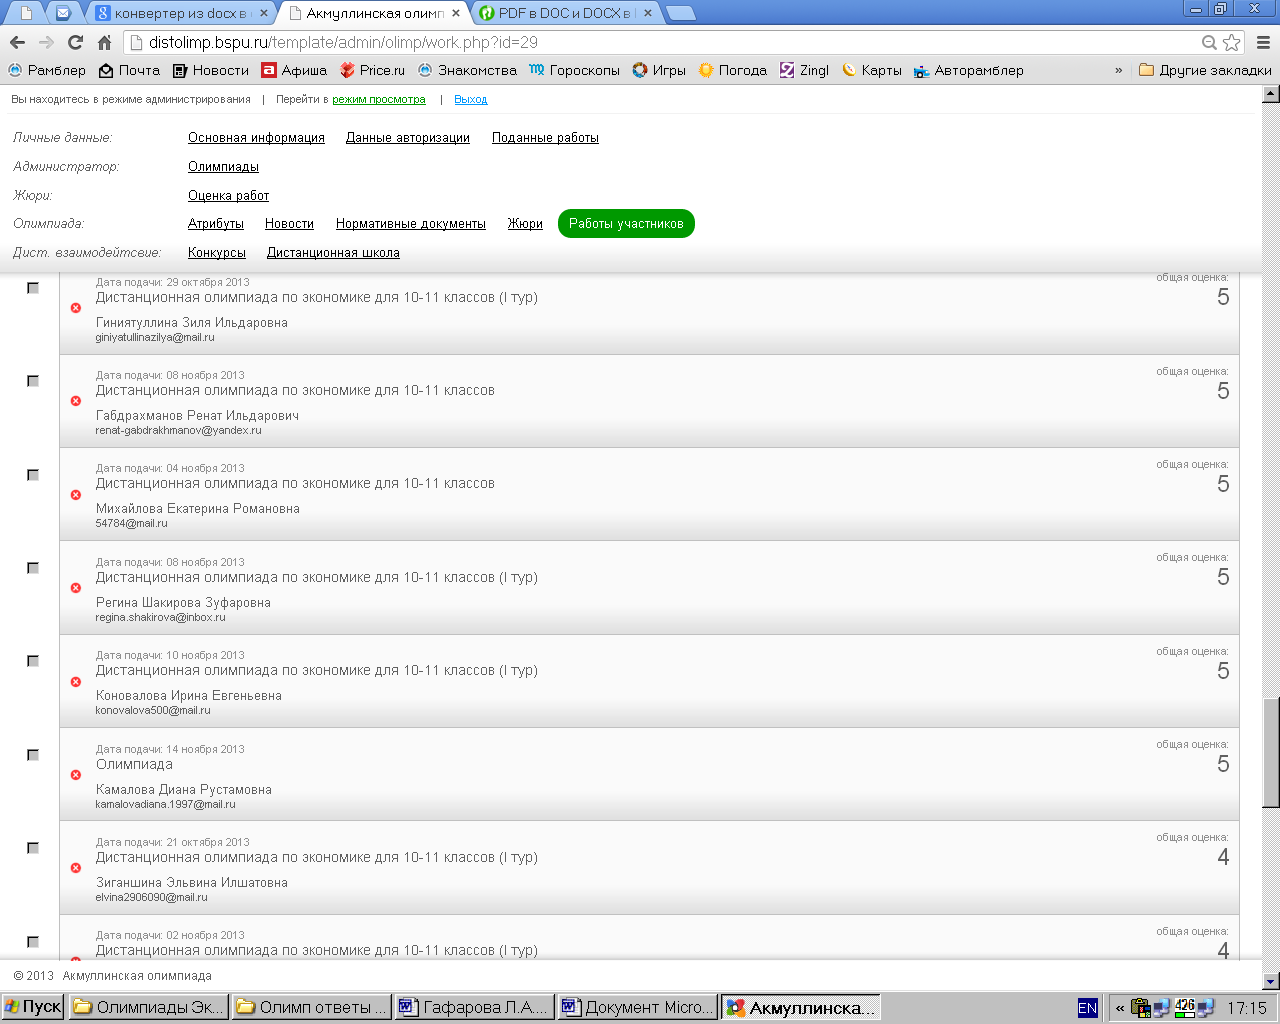 конвертер из docx в
Акмуллинская олимп
PDF в DOC и DOCX в
distolimp.bspu.ru/template/admin/olimp/work.php?id=29
Рамблер Почта Новости Афиша Price.ru Знакомства Гороскопы Игры Погода Zingl Карты Авторамблер » Другие закладки
Вы находитесь в режиме администрирования | Перейти в режим просмотра | Выход
Личные данные: Основная информация Данные авторизации Поданные работы
Администратор: Олимпиады
Жюри: Оценка работ
Олимпиада: Атрибуты Новости Нормативные документы Жюри Работы участников
Дист. взаимодейтсвие: Конкурсы Дистанционная школа
Дата подачи: 29 октября 2013 общая оценка:
Дистанционная олимпиада по экономике для 10-11 классов (I тур) 5
Гиниятуллина Зиля Ильдаровна
giniyatullinazilya@mail.ru
Дата подачи: 08 ноября 2013 общая оценка:
Дистанционная олимпиада по экономике для 10-11 классов 5
Габдрахманов Ренат Ильдарович
renat-gabdrakhmanov@yandex.ru
Дата подачи: 04 ноября 2013 общая оценка:
Дистанционная олимпиада по экономике для 10-11 классов 5
Михайлова Екатерина Романовна
54784@mail.ru
Дата подачи: 08 ноября 2013 общая оценка:
Дистанционная олимпиада по экономике для 10-11 классов (I тур) 5
Регина Шакирова Зуфаровна
regina.shakirova@inbox.ru
Дата подачи: 10 ноября 2013 общая оценка:
Дистанционная олимпиада по экономике для 10-11 классов (I тур) 5
Коновалова Ирина Евгеньевна
konovalova500@mail.ru
Дата подачи: 14 ноября 2013 общая оценка:
Олимпиада 5
Камалова Диана Рустамовна
kamalovadiana.1997@mail.ru
Дата подачи: 21 октября 2013 общая оценка:
Дистанционная олимпиада по экономике для 10-11 классов (I тур) 4
Зиганшина Эльвина Илшатовна
elvina2906090@mail.ru
Дата подачи: 02 ноября 2013 общая оценка:
Дистанционная олимпиада по экономике для 10-11 классов (I тур) 4
© 2013 Акмуллинская олимпиада
Пуск Олимпиады Эк... Олимп ответы ... Гафарова Л.А.... Документ Micro... Акмуллинска... EN « 426 17:15